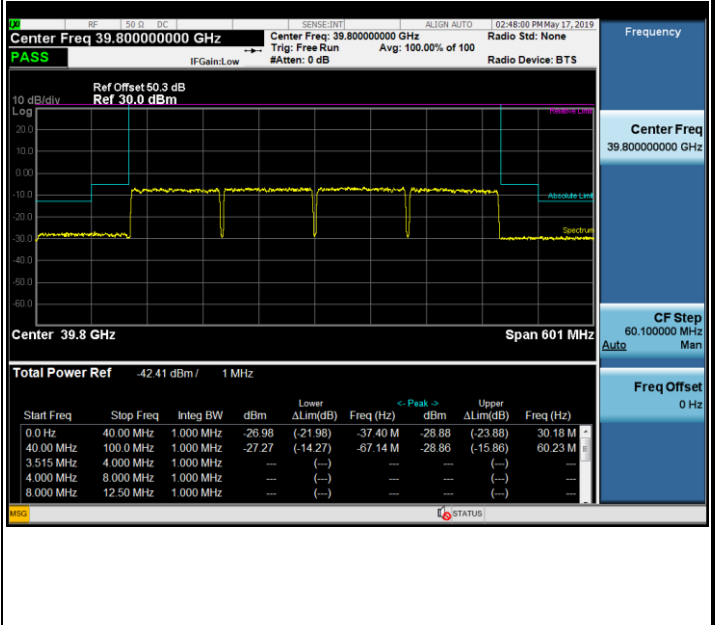 LXI RF 50 Ω DC SENSE:INT ALIGN AUTO 02:48:00 PM May 17, 2019
Center Freq 39.800000000 GHz
Center Freq: 39.800000000 GHz
Radio Std: None
Trig: Free Run Avg: 100.00% of 100
PASS
IFGain:Low
#Atten: 0 dB
Radio Device: BTS
Frequency
Ref Offset 50.3 dB
10 dB/div Ref 30.0 dBm
Log
Relative Limit
20.0
10.0
0.00
-10.0
Absolute Limit
-20.0
Spectrum
-30.0
-40.0
-50.0
-60.0
Center 39.8 GHz
Span 601 MHz
Center Freq
39.800000000 GHz
CF Step
60.100000 MHz
Auto Man
Freq Offset
0 Hz
Total Power Ref -42.41 dBm / 1 MHz
Lower <- Peak -> Upper
Start Freq Stop Freq Integ BW dBm ΔLim(dB) Freq (Hz) dBm ΔLim(dB) Freq (Hz)
0.0 Hz 40.00 MHz 1.000 MHz -26.98 (-21.98) -37.40 M -28.88 (-23.88) 30.18 M
40.00 MHz 100.0 MHz 1.000 MHz -27.27 (-14.27) -67.14 M -28.86 (-15.86) 60.23 M
3.515 MHz 4.000 MHz 1.000 MHz --- (---) --- --- (---) ---
4.000 MHz 8.000 MHz 1.000 MHz --- (---) --- --- (---) ---
8.000 MHz 12.50 MHz 1.000 MHz --- (---) --- --- (---) ---
MSG
STATUS